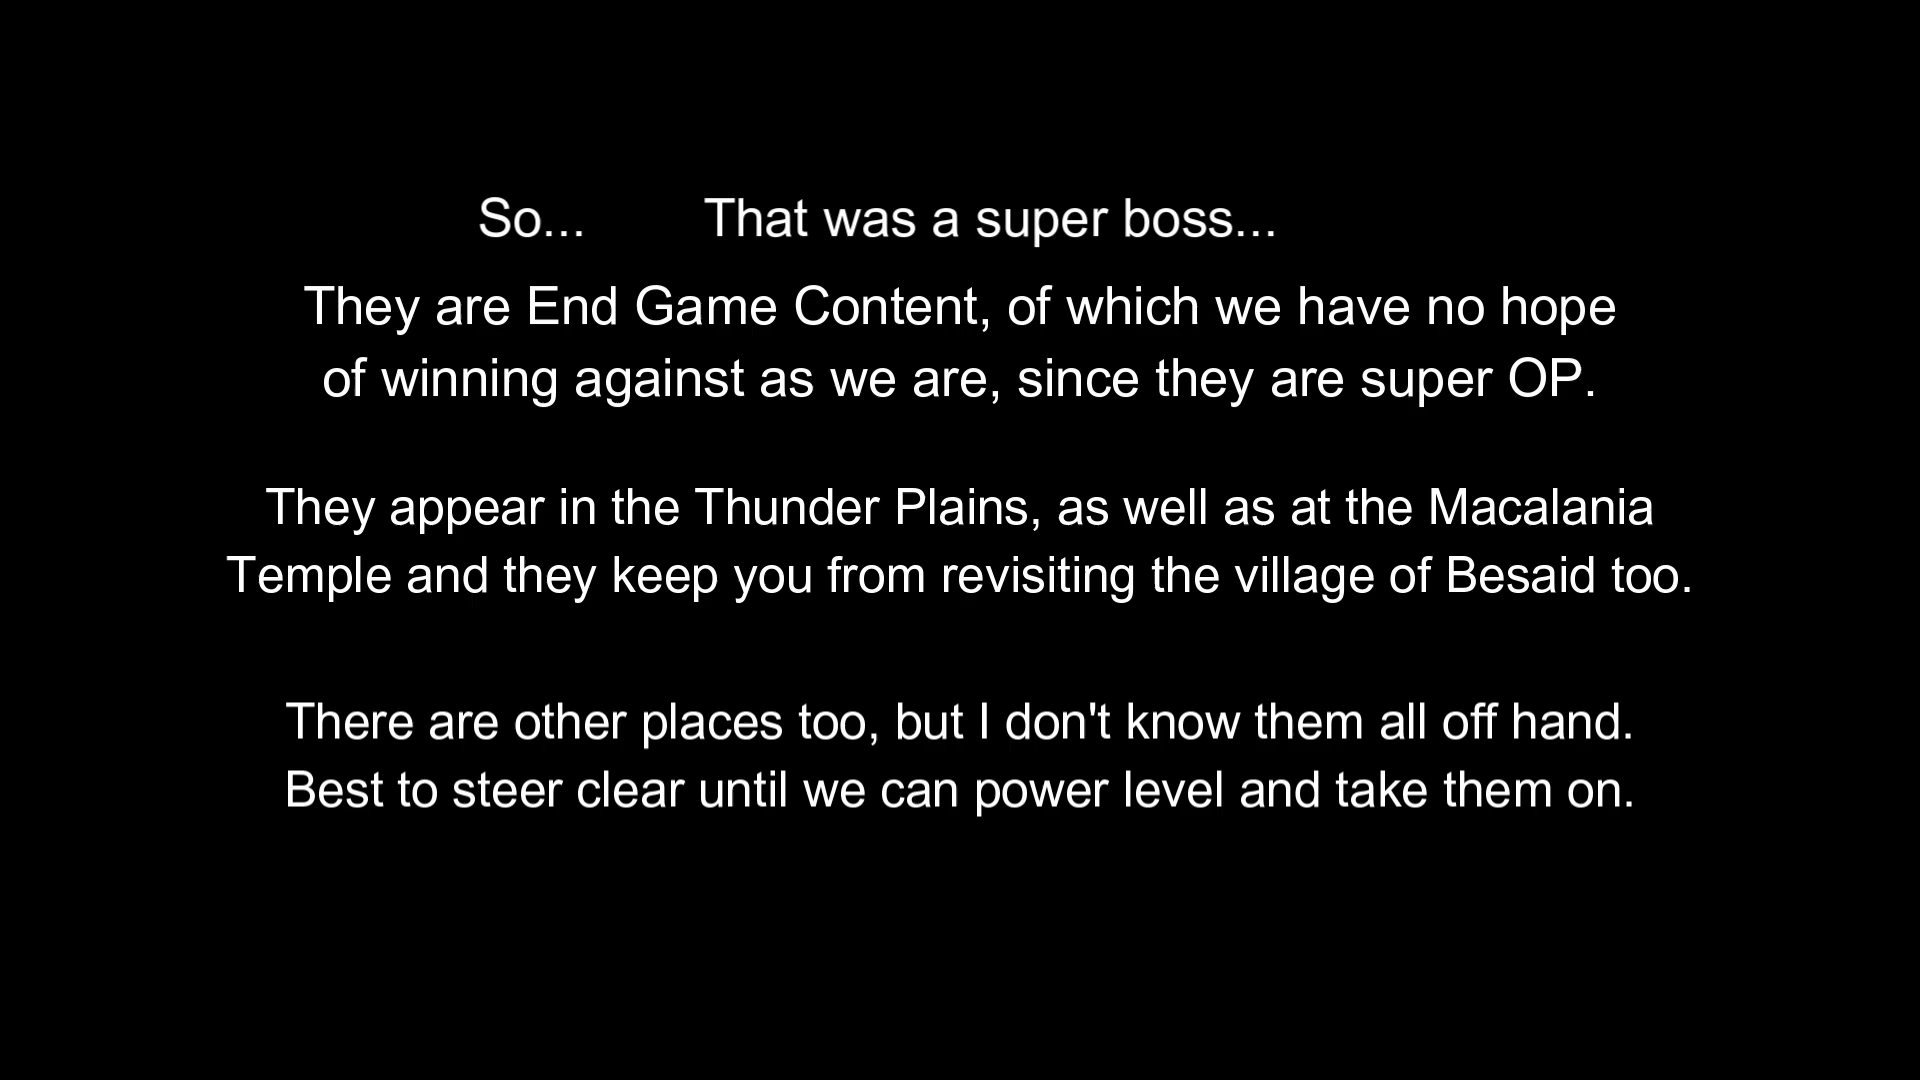 So... That was a super boss...
They are End Game Content, of which we have no hope
of winning against as we are, since they are super OP.
They appear in the Thunder Plains, as well as at the Macalania
Temple and they keep you from revisiting the village of Besaid too.
There are other places too, but I don't know them all off hand.
Best to steer clear until we can power level and take them on.